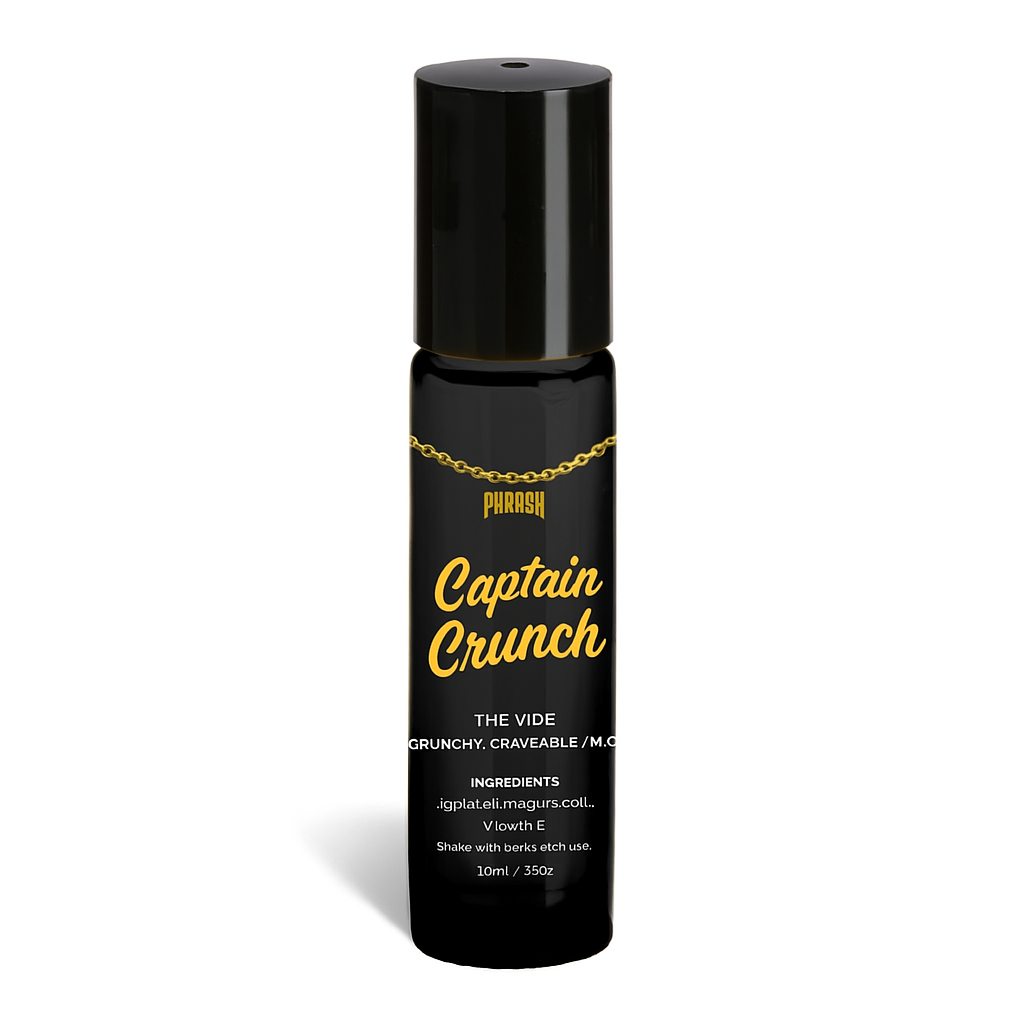 PHRASH
Captain
Crunch
THE VIDE
GRUNCHY, CRAVEABLE /M.C
INGREDIENTS
.igplat.eli.magurs.coll..
Vlowth E
Shake with berks etch use.
10ml / 350z